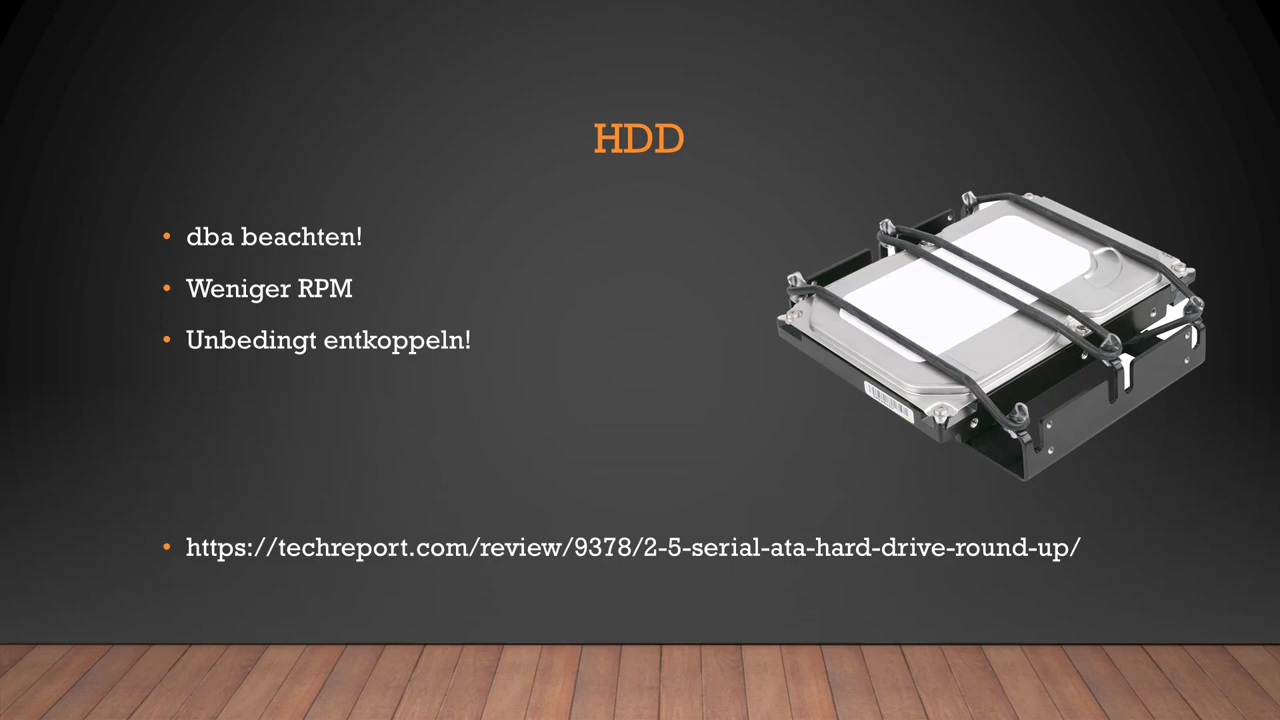 HDD
dba beachten!
Weniger RPM
Unbedingt entkoppeln!
https://techreport.com/review/9378/2-5-serial-ata-hard-drive-round-up/